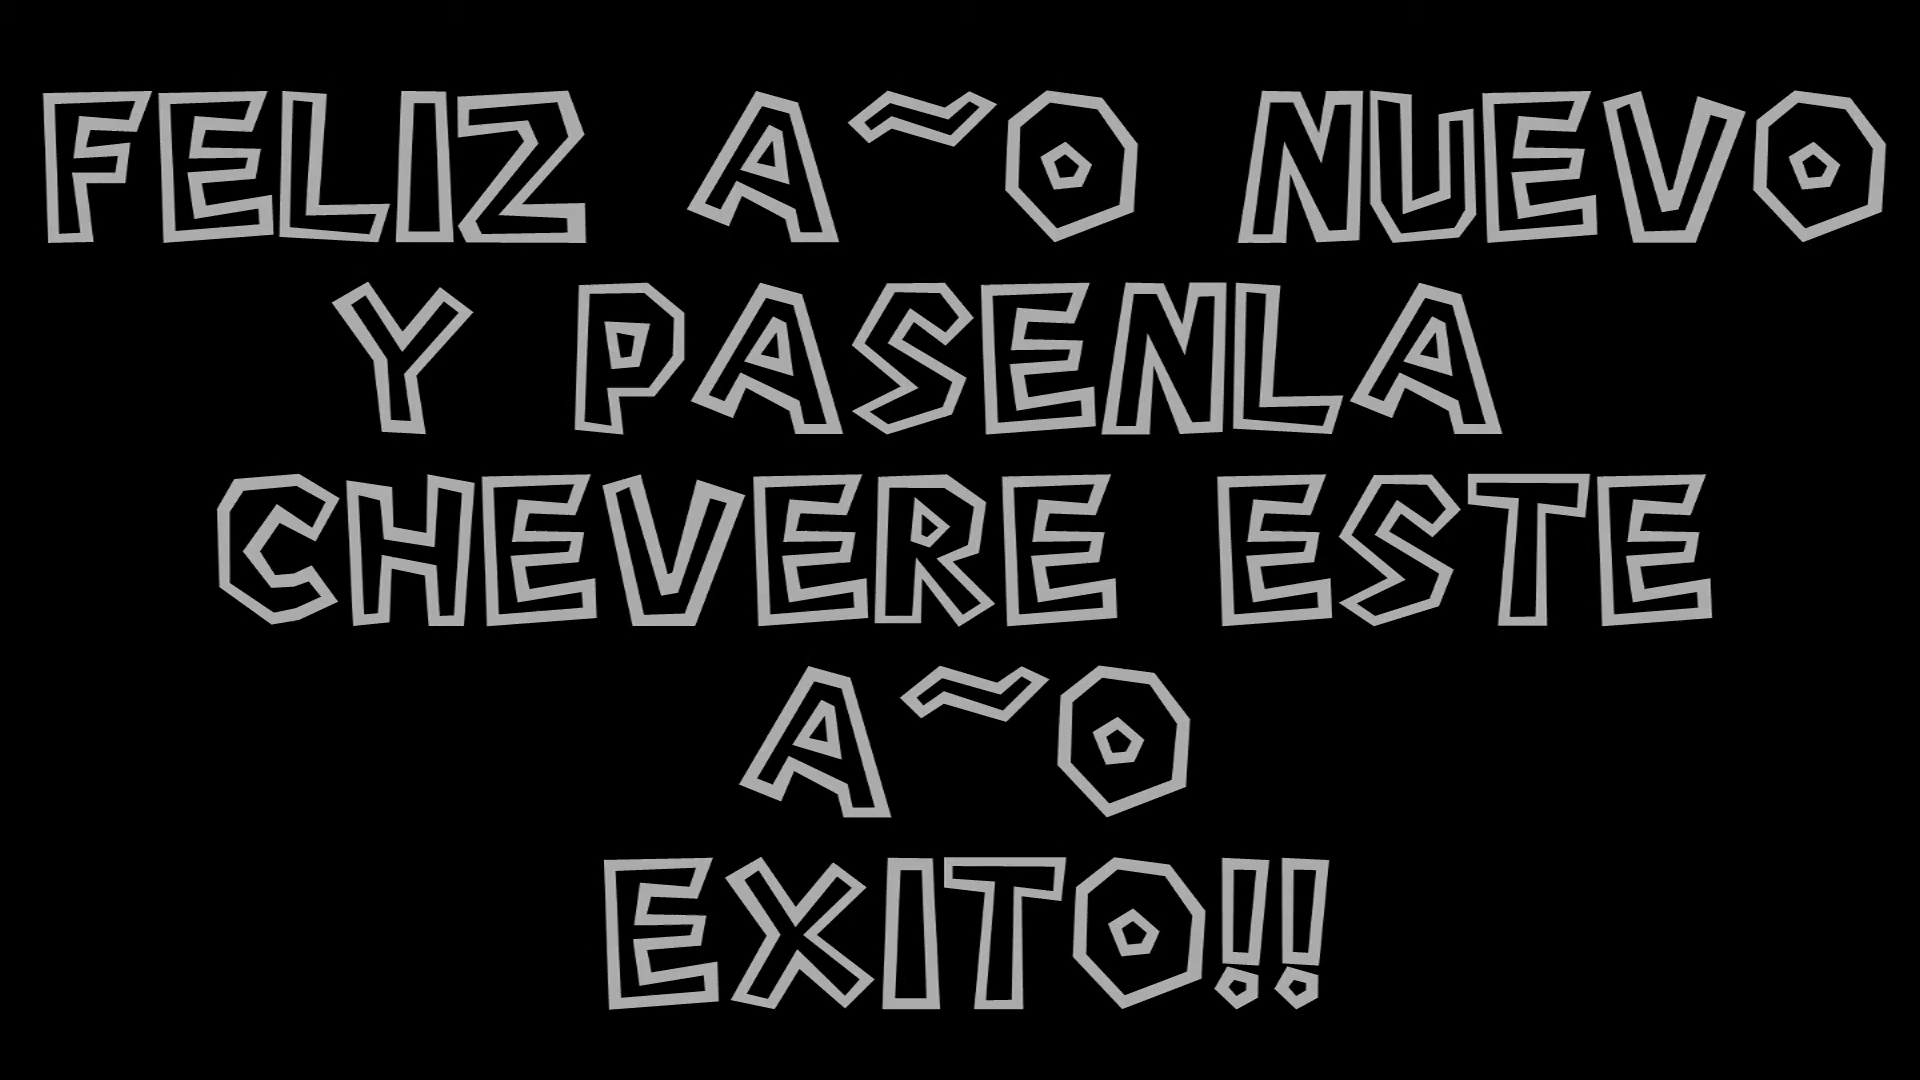 FELIZ A~O NUEVO
Y PASENLA
CHEVERE ESTE
A~O
EXITO!!